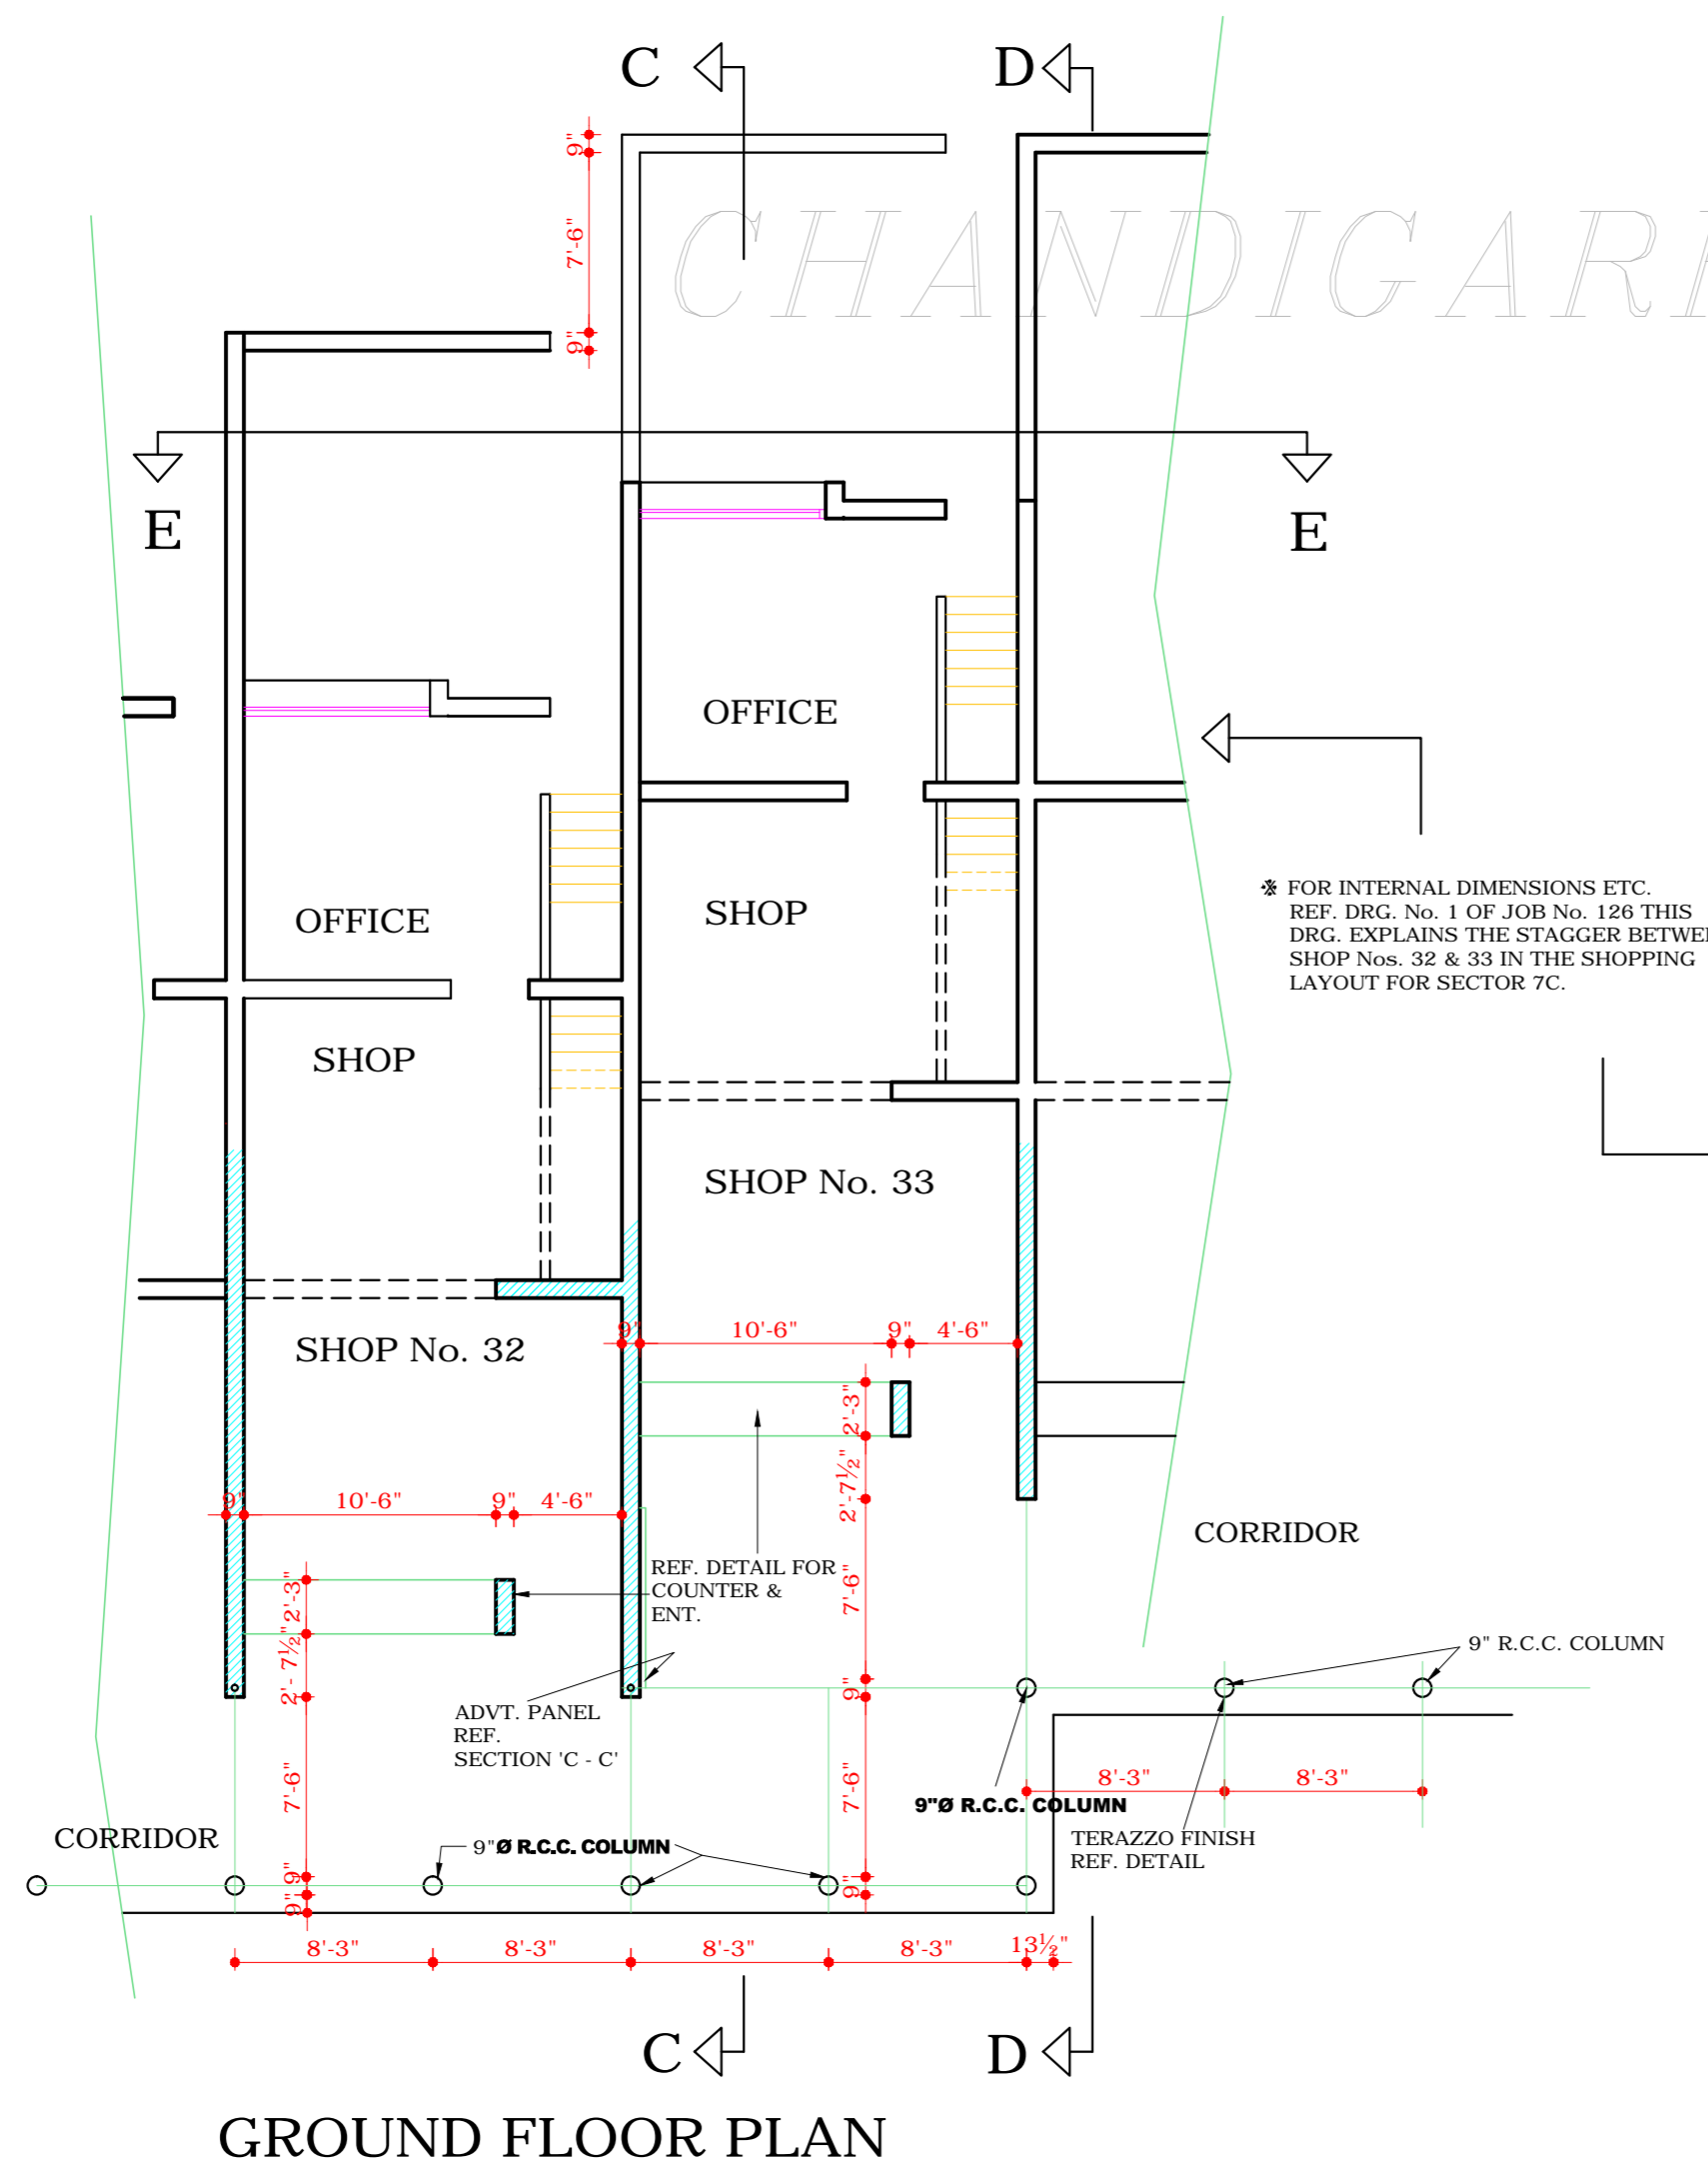 C
D
9"
7'-6"
9"
CHANDIGAR
E
E
OFFICE
OFFICE
SHOP
SHOP
※ FOR INTERNAL DIMENSIONS ETC.
REF. DRG. No. 1 OF JOB No. 126 THIS
DRG. EXPLAINS THE STAGGER BETWE
SHOP Nos. 32 & 33 IN THE SHOPPING
LAYOUT FOR SECTOR 7C.
SHOP No. 33
SHOP No. 32
9" 10'-6" 9" 4'-6"
2'-3"
2'-7½"
7'-6"
9"
7'-6"
9"
9" 10'-6" 9" 4'-6"
2'-3"
2'- 7½"
7'-6"
9"
9"
REF. DETAIL FOR
COUNTER &
ENT.
CORRIDOR
9" R.C.C. COLUMN
ADVT. PANEL
REF.
SECTION 'C - C'
8'-3" 8'-3"
9"Ø R.C.C. COLUMN
TERAZZO FINISH
REF. DETAIL
CORRIDOR
9"Ø R.C.C. COLUMN
8'-3" 8'-3" 8'-3" 8'-3" 13½"
C
D
GROUND FLOOR PLAN